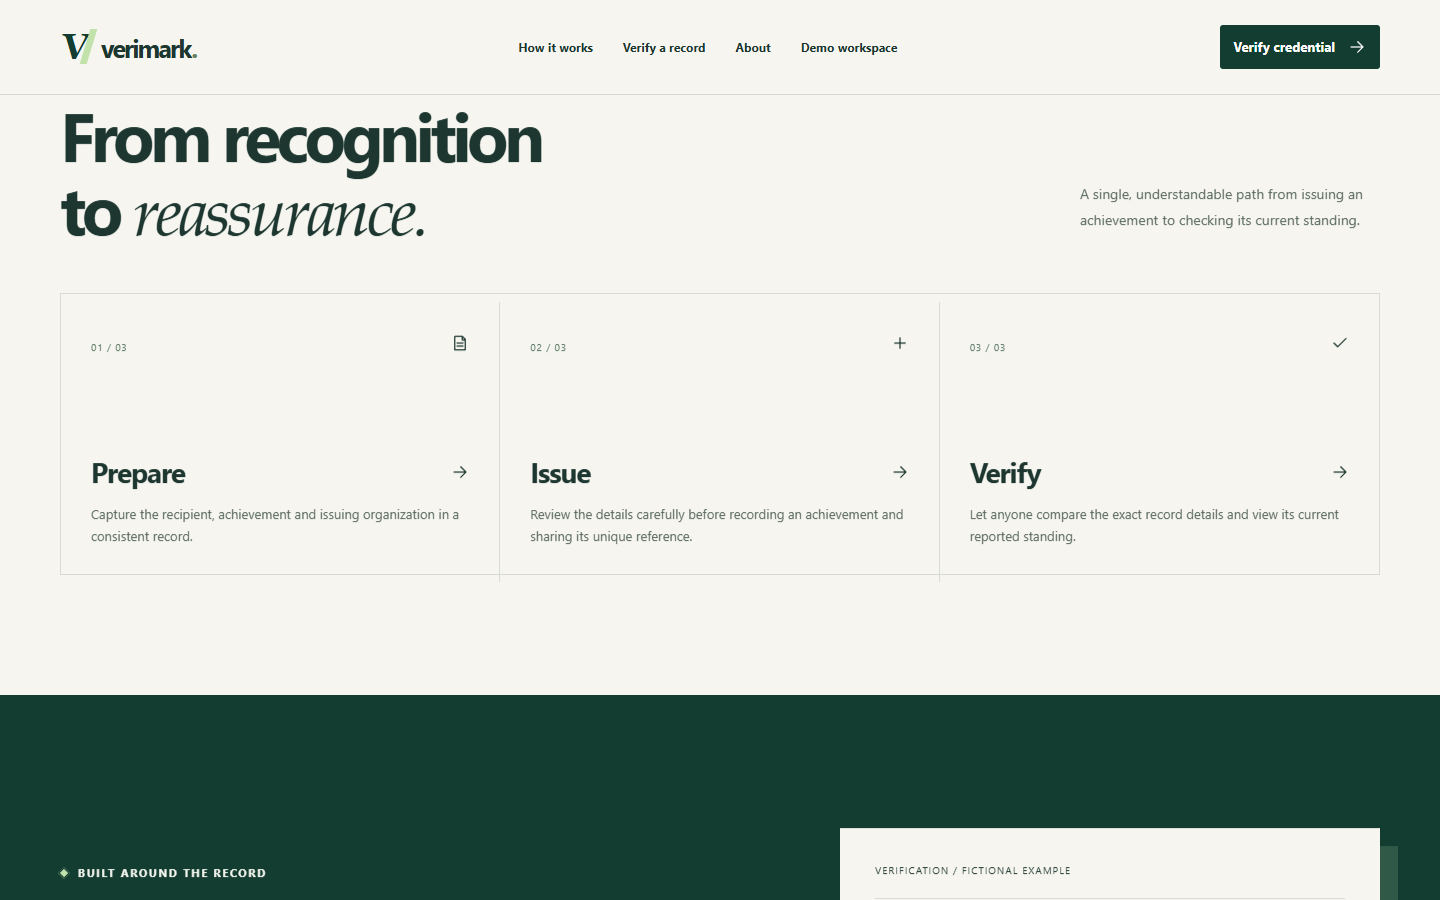 V/ verimark.
How it works
Verify a record
About
Demo workspace
Verify credential
From recognition
to reassurance.
A single, understandable path from issuing an
achievement to checking its current standing.
01 / 03
Prepare
Capture the recipient, achievement and issuing organization in a
consistent record.
02 / 03
Issue
Review the details carefully before recording an achievement and
sharing its unique reference.
03 / 03
Verify
Let anyone compare the exact record details and view its current
reported standing.
BUILT AROUND THE RECORD
VERIFICATION / FICTIONAL EXAMPLE